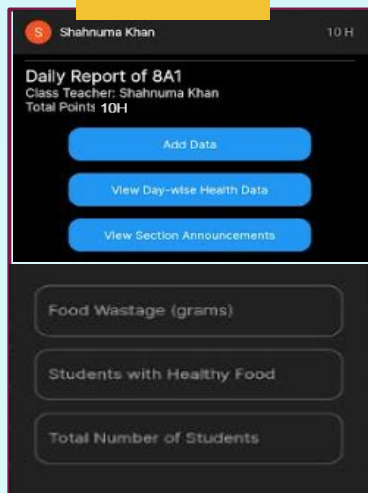 S Shahnuma Khan 10 H
Daily Report of 8A1
Class Teacher: Shahnuma Khan
Total Points 10H
Add Data
View Day-wise Health Data
View Section Announcements
Food Wastage (grams)
Students with Healthy Food
Total Number of Students